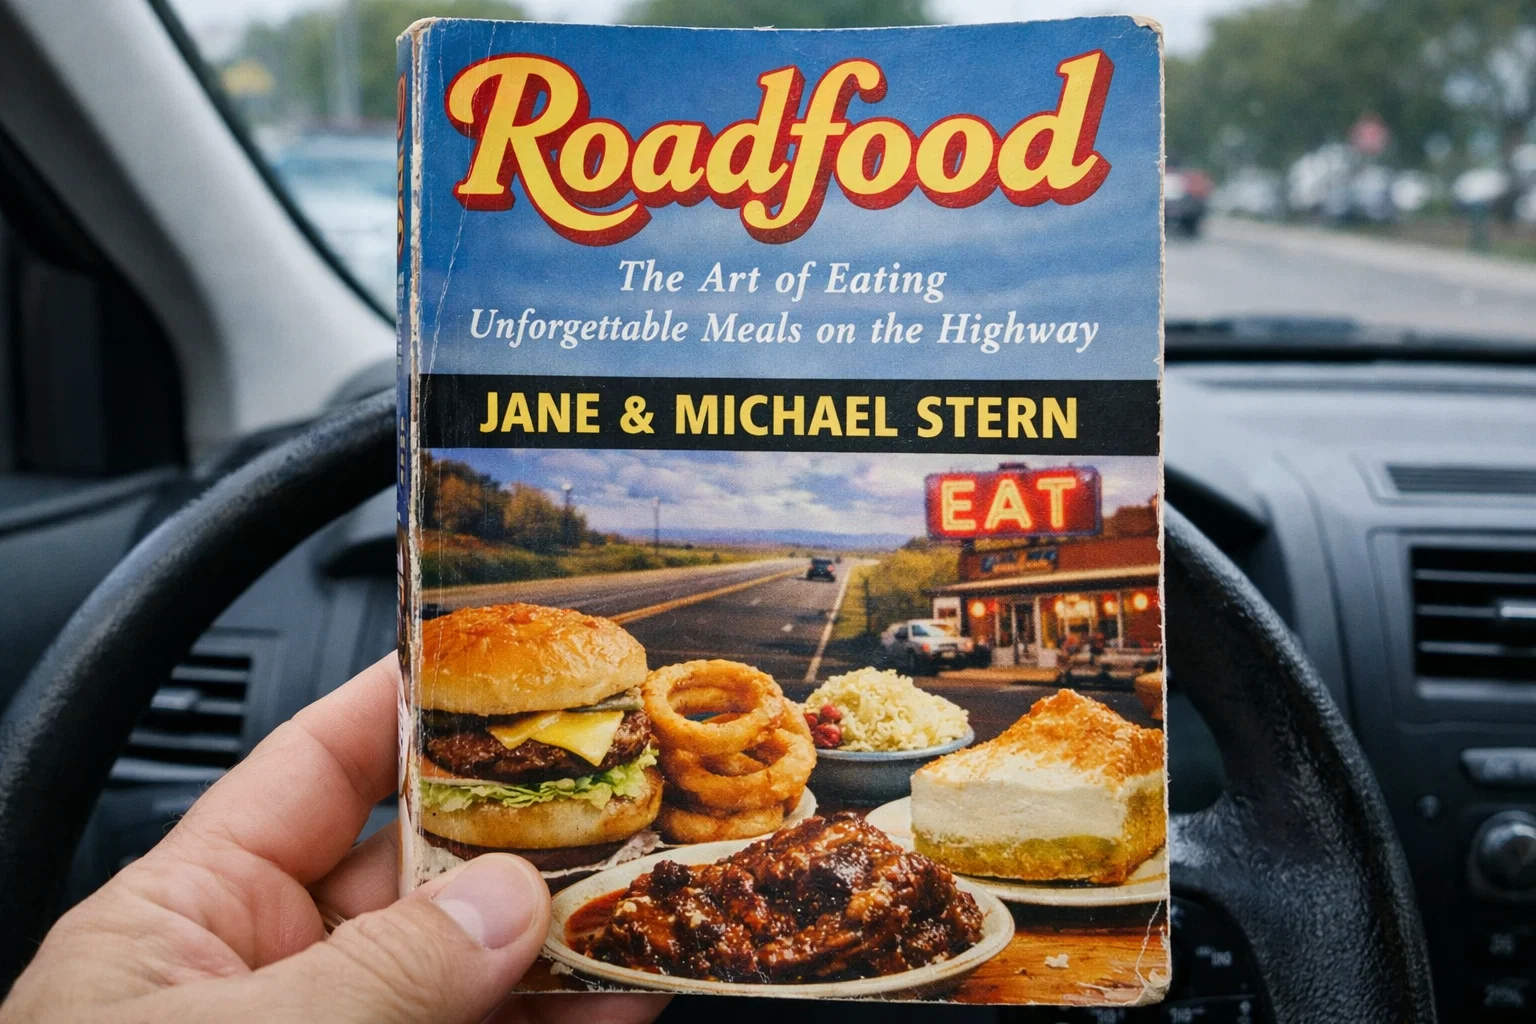 Roadfood
The Art of Eating
Unforgettable Meals on the Highway
JANE & MICHAEL STERN
EAT